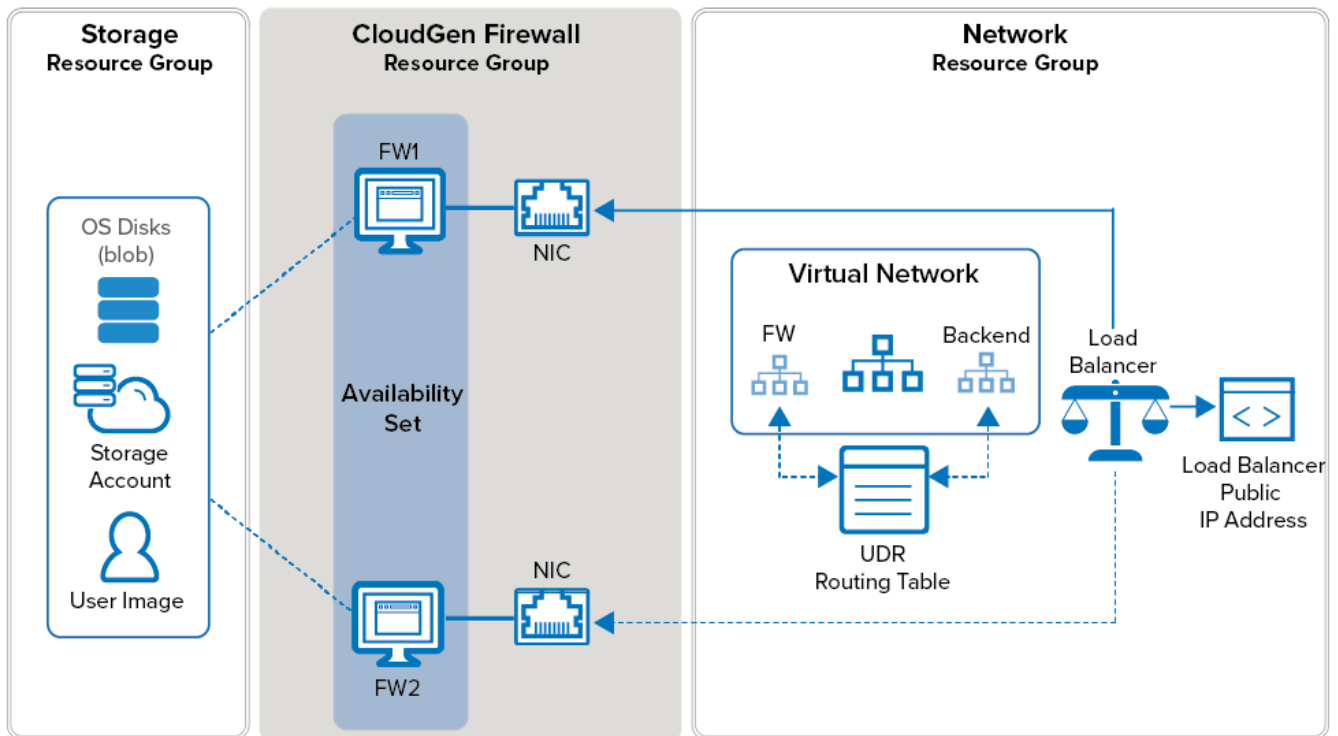 Storage
Resource Group
OS Disks
(blob)
Storage
Account
User Image
CloudGen Firewall
Resource Group
FW1
NIC
Availability
Set
NIC
FW2
Network
Resource Group
Virtual Network
FW
Backend
UDR
Routing Table
Load
Balancer
< >
Load Balancer
Public
IP Address